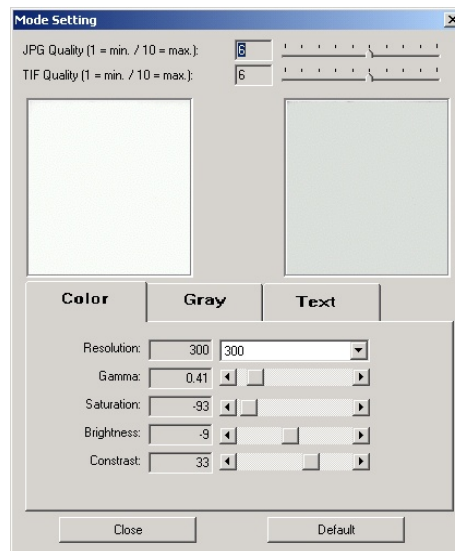 Mode Setting
JPG Quality (1 = min. / 10 = max.): 6
TIF Quality (1 = min. / 10 = max.): 6
Color Gray Text
Resolution: 300 300
Gamma: 0.41
Saturation: -93
Brightness: -9
Constrast: 33
Close Default